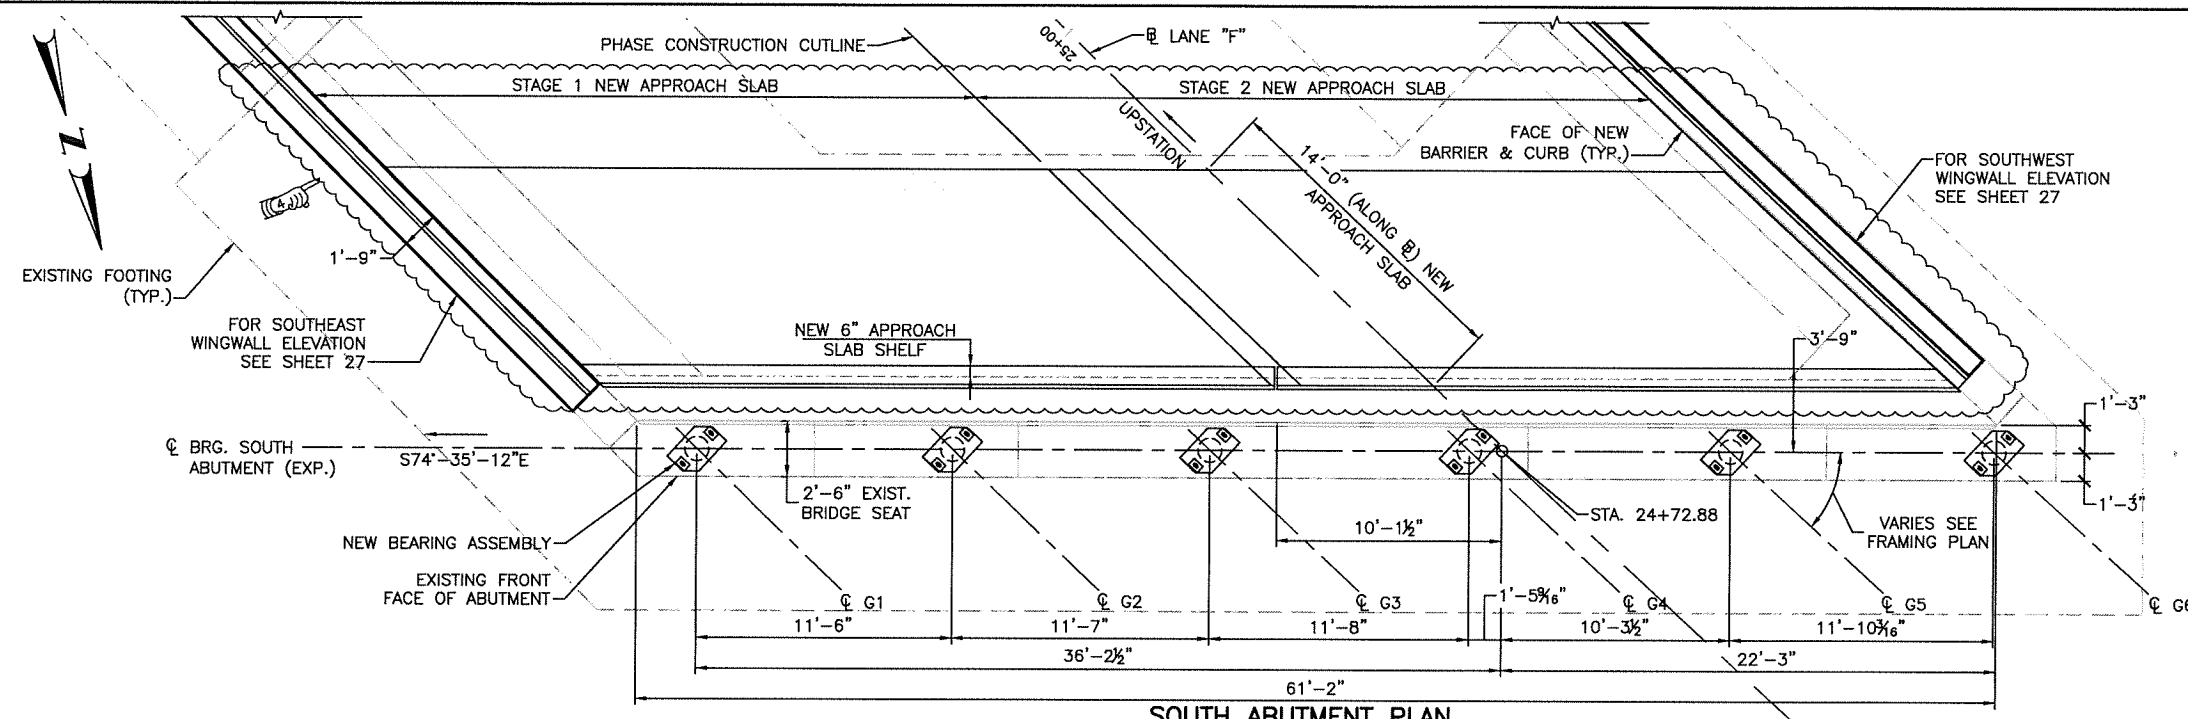 PHASE CONSTRUCTION CUTLINE
25+00
℄ LANE "F"
STAGE 1 NEW APPROACH SLAB
STAGE 2 NEW APPROACH SLAB
UPSTATION
FACE OF NEW
BARRIER & CURB (TYP.)
FOR SOUTHWEST
WINGWALL ELEVATION
SEE SHEET 27
Z
4
14'-0" (ALONG ℄) NEW
APPROACH SLAB
1'-9"
EXISTING FOOTING
(TYP.)
FOR SOUTHEAST
WINGWALL ELEVATION
SEE SHEET 27
NEW 6" APPROACH
SLAB SHELF
3'-9"
1'-3"
℄ BRG. SOUTH
ABUTMENT (EXP.)
S74°-35'-12"E
2'-6" EXIST.
BRIDGE SEAT
1'-3"
STA. 24+72.88
10'-1½"
VARIES SEE
FRAMING PLAN
NEW BEARING ASSEMBLY
EXISTING FRONT
FACE OF ABUTMENT
1'-5⁹⁄₁₆"
℄ G1
℄ G2
℄ G3
℄ G4
℄ G5
℄ G6
11'-6"
11'-7"
11'-8"
10'-3½"
11'-10³⁄₁₆"
36'-2½"
22'-3"
61'-2"
SOUTH ABUTMENT PLAN